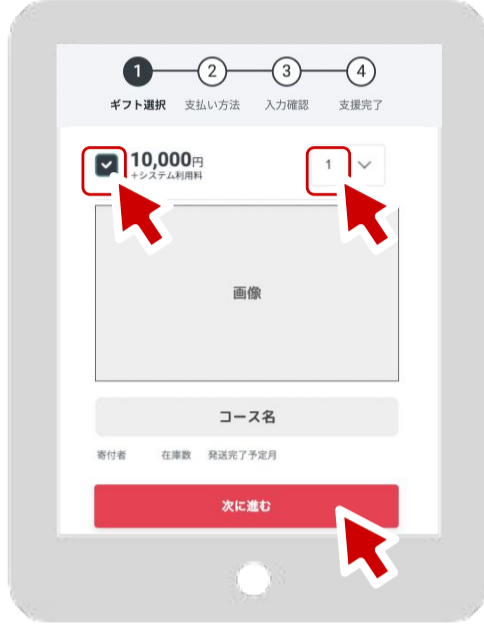 1 2 3 4
ギフト選択 支払い方法 入力確認 支援完了
10,000円 1
+システム利用料
画像
コース名
寄付者 在庫数 発送完了予定月
次に進む